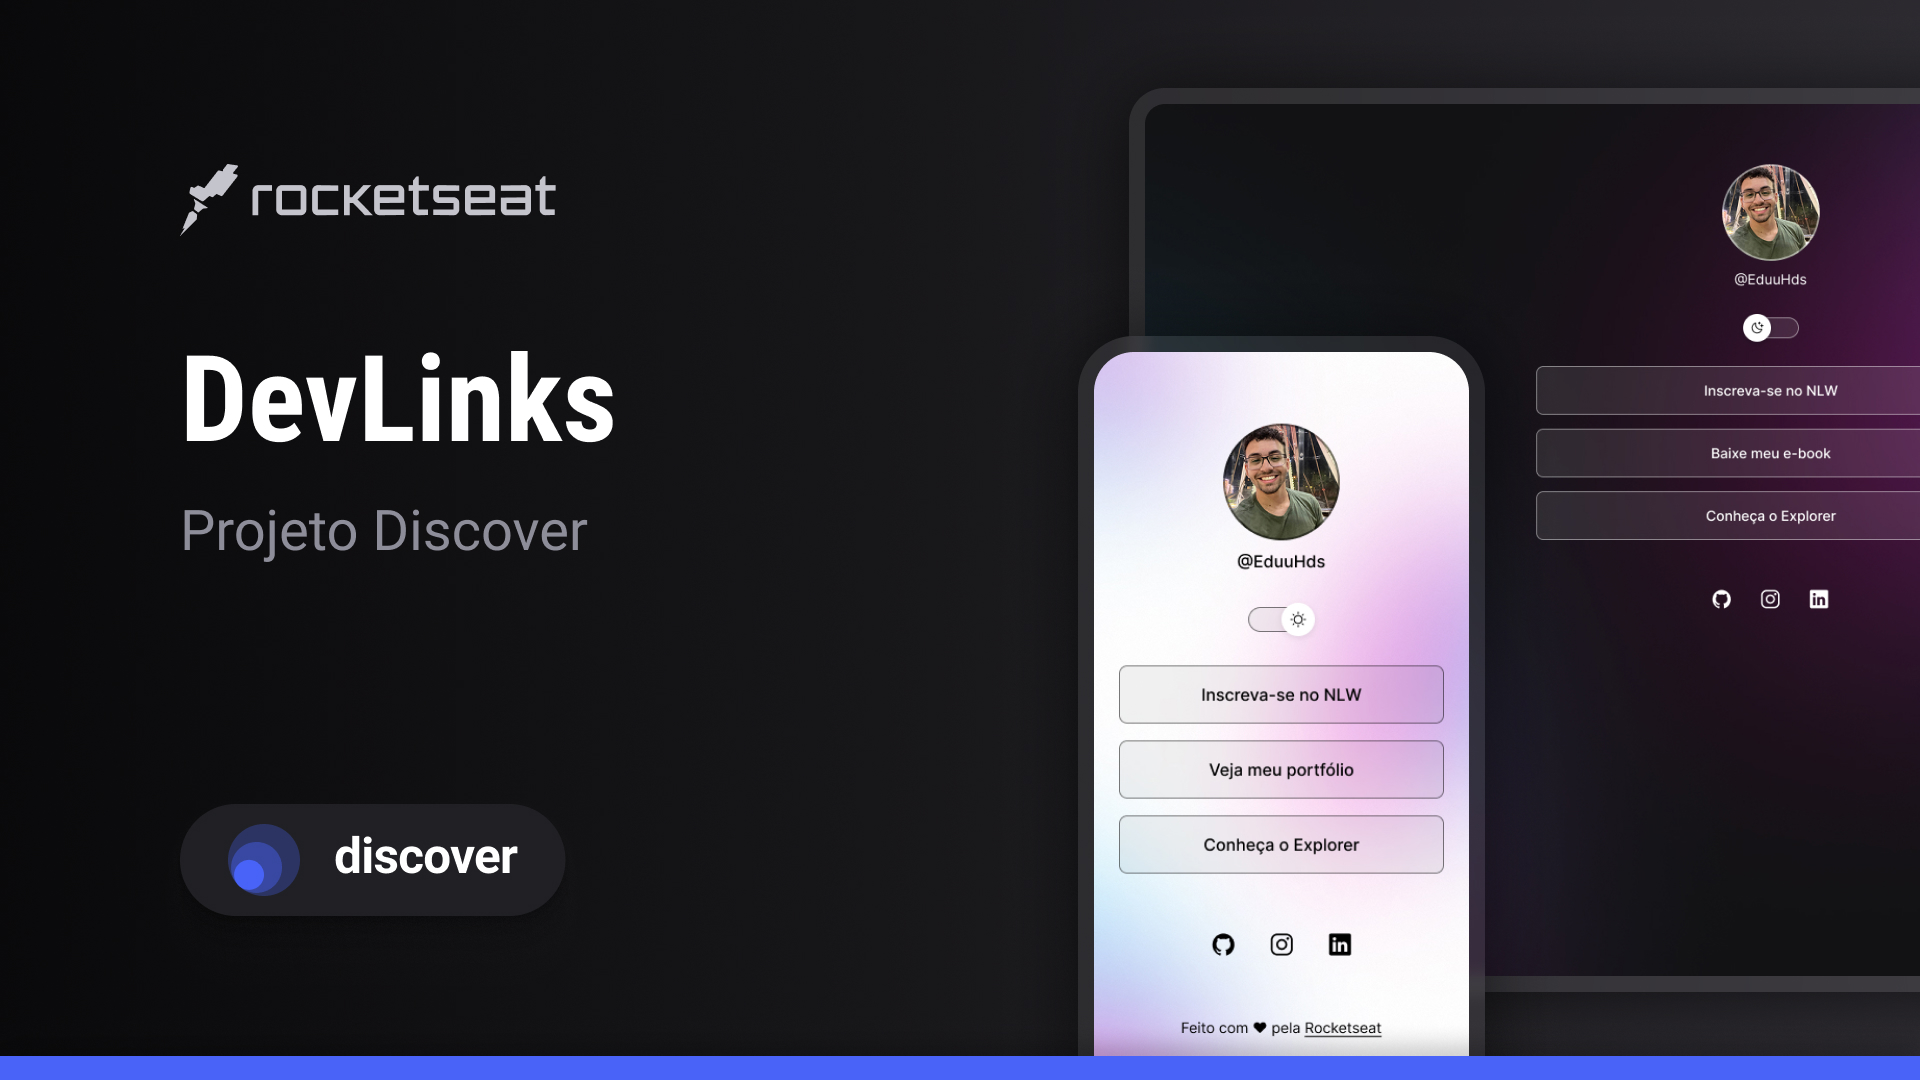 rocketseat
DevLinks
Projeto Discover
discover
@EduuHds
Inscreva-se no NLW
Veja meu portfólio
Conheça o Explorer
Feito com ♥ pela Rocketseat
@EduuHds
Inscreva-se no NLW
Baixe meu e-book
Conheça o Explorer